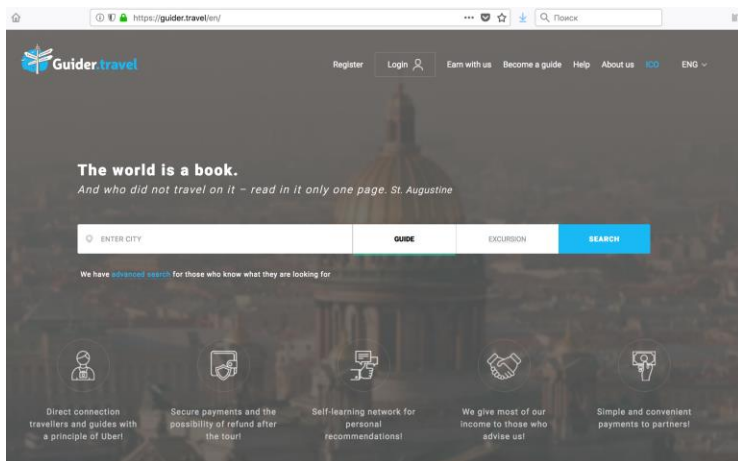 https://guider.travel/en/
Поиск
Guider.travel
Register
Login
Earn with us
Become a guide
Help
About us
ICO
ENG
The world is a book.
And who did not travel on it – read in it only one page. St. Augustine
ENTER CITY
GUIDE
EXCURSION
SEARCH
We have advanced search for those who know what they are looking for
Direct connection
travellers and guides with
a principle of Uber!
Secure payments and the
possibility of refund after
the tour!
Self-learning network for
personal
recommendations!
We give most of our
income to those who
advise us!
Simple and convenient
payments to partners!